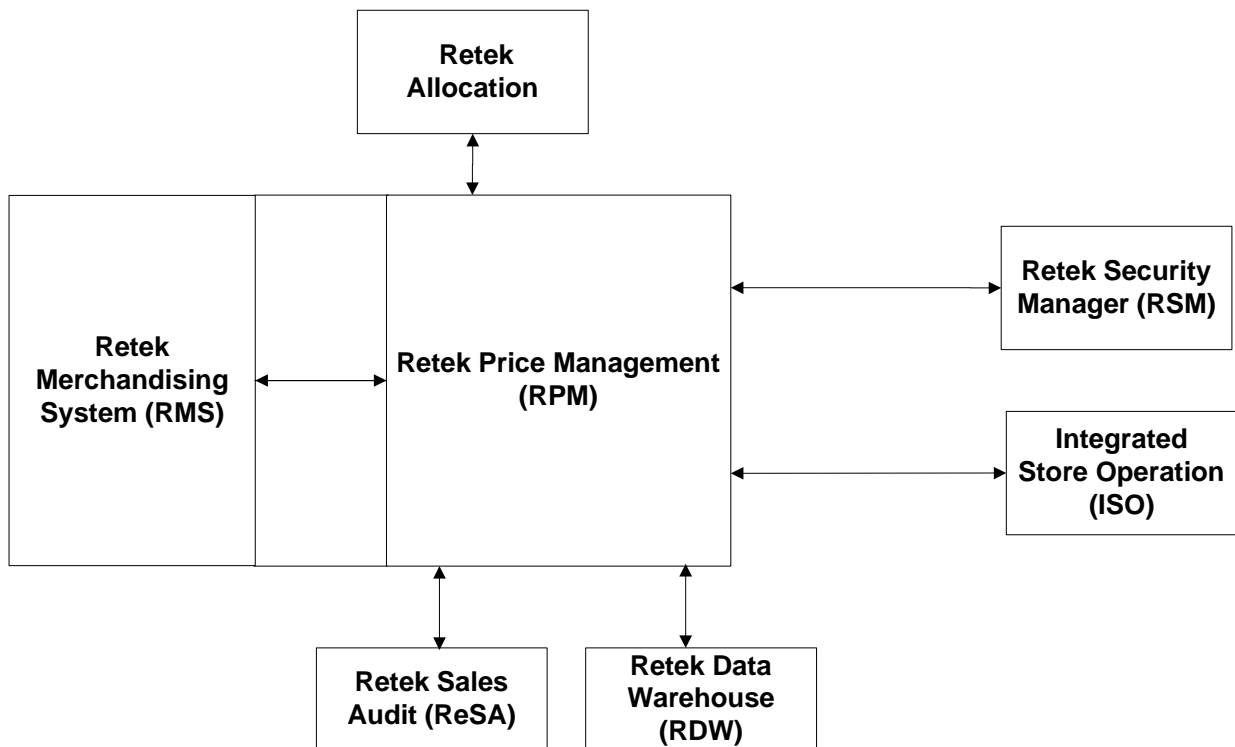 Retek
Allocation
Retek
Merchandising
System (RMS)
Retek Price Management
(RPM)
Retek Security
Manager (RSM)
Integrated
Store Operation
(ISO)
Retek Sales
Audit (ReSA)
Retek Data
Warehouse
(RDW)